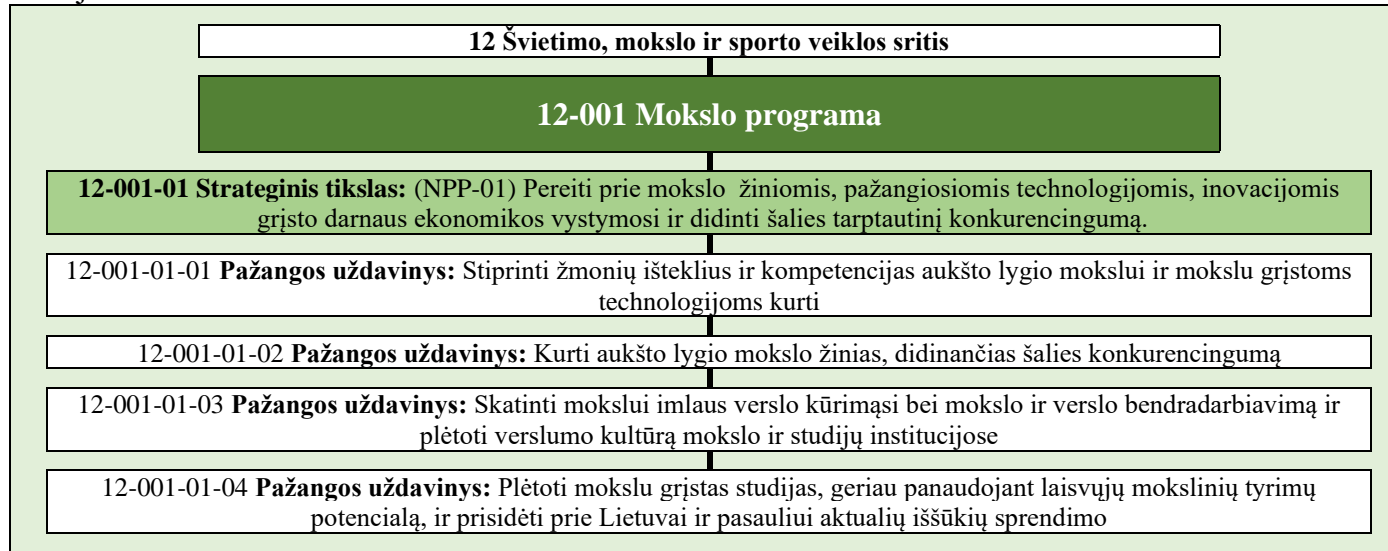 12 Švietimo, mokslo ir sporto veiklos sritis
12-001 Mokslo programa
12-001-01 Strateginis tikslas: (NPP-01) Pereiti prie mokslo žiniomis, pažangiosiomis technologijomis, inovacijomis
grįsto darnaus ekonomikos vystymosi ir didinti šalies tarptautinį konkurencingumą.
12-001-01-01 Pažangos uždavinys: Stiprinti žmonių išteklius ir kompetencijas aukšto lygio mokslui ir mokslu grįstoms
technologijoms kurti
12-001-01-02 Pažangos uždavinys: Kurti aukšto lygio mokslo žinias, didinančias šalies konkurencingumą
12-001-01-03 Pažangos uždavinys: Skatinti mokslui imlaus verslo kūrimąsi bei mokslo ir verslo bendradarbiavimą ir
plėtoti verslumo kultūrą mokslo ir studijų institucijose
12-001-01-04 Pažangos uždavinys: Plėtoti mokslu grįstas studijas, geriau panaudojant laisvųjų mokslinių tyrimų
potencialą, ir prisidėti prie Lietuvai ir pasauliui aktualių iššūkių sprendimo